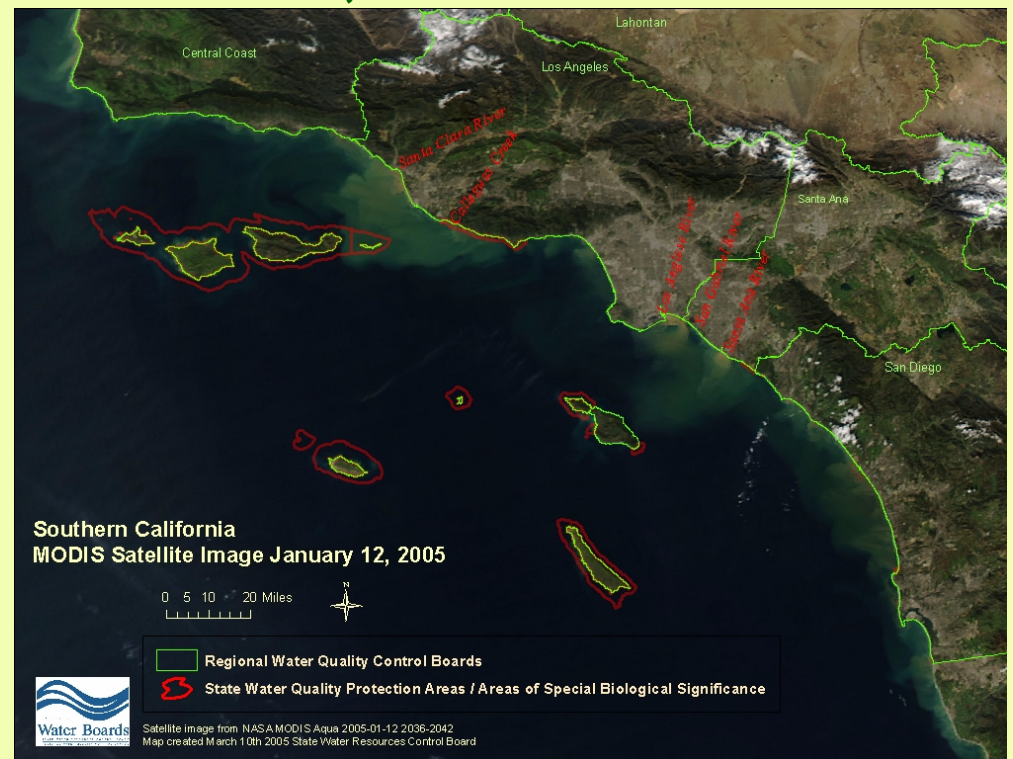 Lahontan
Central Coast
Los Angeles
Santa Clara River
Calleguas Creek
Santa Ana
Los Angeles River
San Gabriel River
Santa Ana River
San Diego
Southern California
MODIS Satellite Image January 12, 2005
0 5 10 20 Miles
N
Regional Water Quality Control Boards
State Water Quality Protection Areas / Areas of Special Biological Significance
Water Boards
Satellite image from NASA MODIS Aqua 2005-01-12 2036-2042
Map created March 10th 2005 State Water Resources Control Board